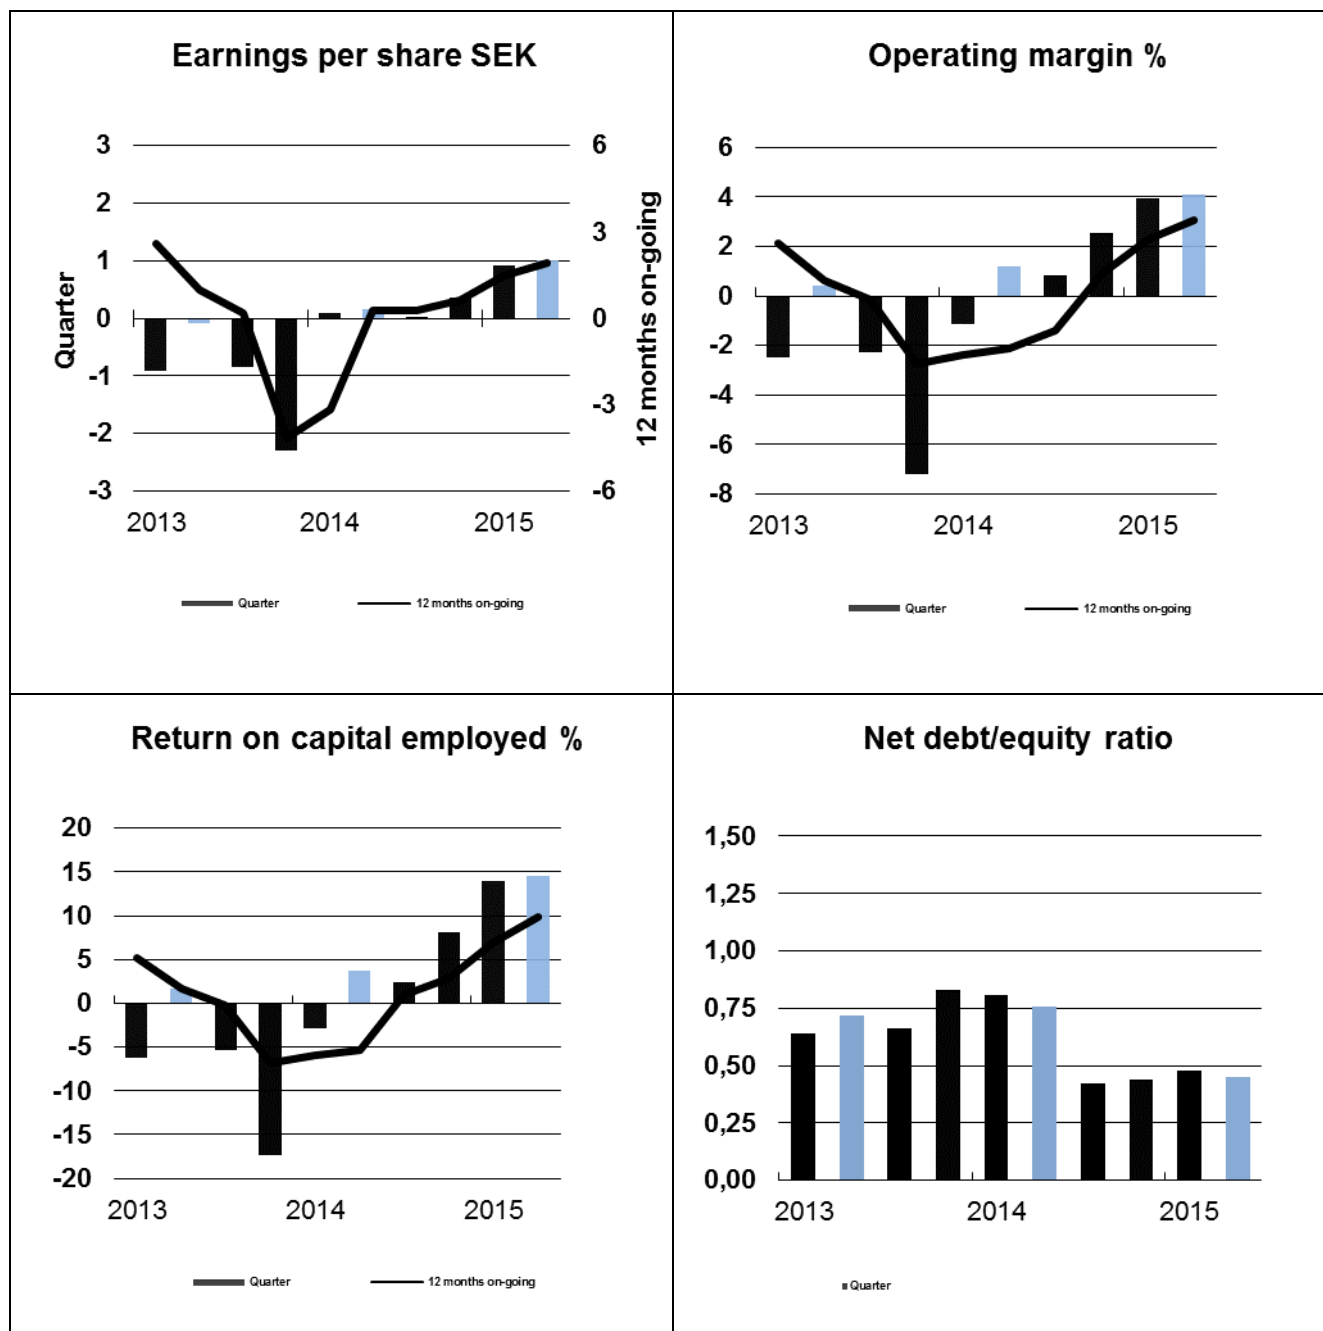 Earnings per share SEK
Quarter
3
2
1
0
-1
-2
-3
6
3
0
-3
-6
12 months on-going
2013 2014 2015
Quarter 12 months on-going
Operating margin %
6
4
2
0
-2
-4
-6
-8
2013 2014 2015
Quarter 12 months on-going
Return on capital employed %
20
15
10
5
0
-5
-10
-15
-20
2013 2014 2015
Quarter 12 months on-going
Net debt/equity ratio
1,50
1,25
1,00
0,75
0,50
0,25
0,00
2013 2014 2015
Quarter